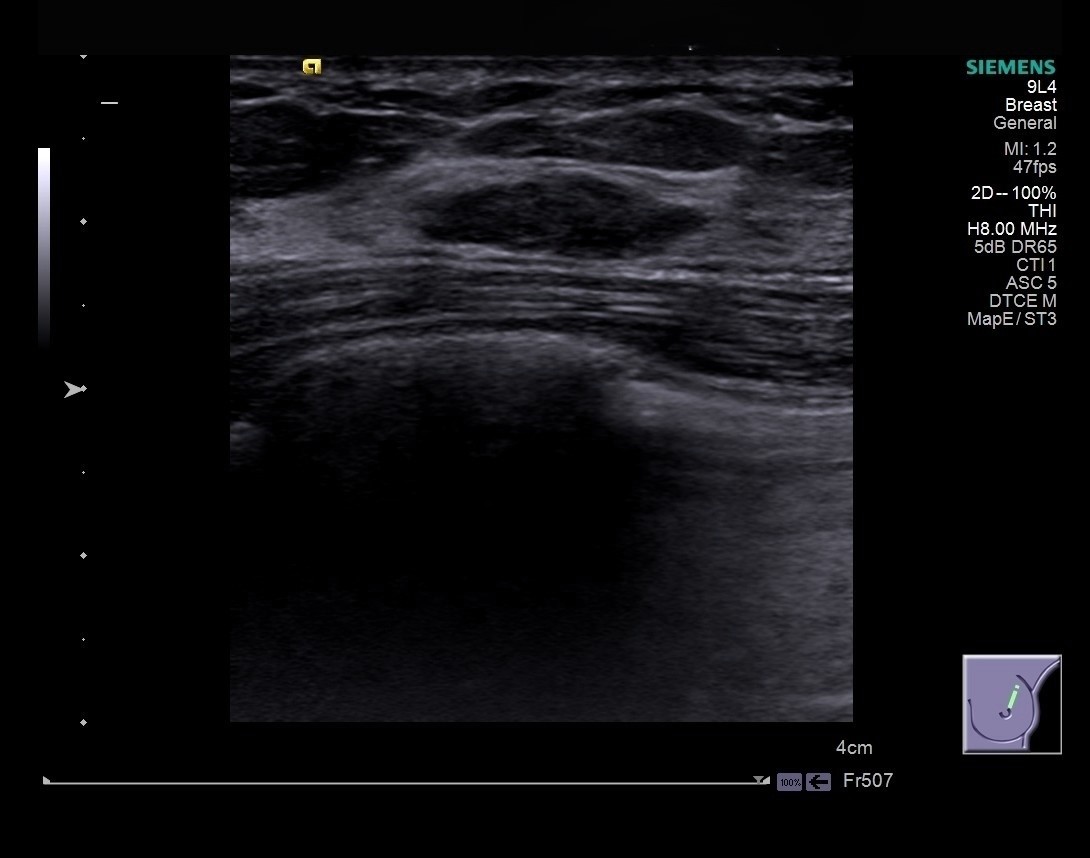 SIEMENS
9L4
Breast
General
MI: 1.2
47fps
2D--100%
THI
H8.00 MHz
5dB DR65
CTI 1
ASC 5
DTCE M
MapE / ST3
4cm
100%
Fr507